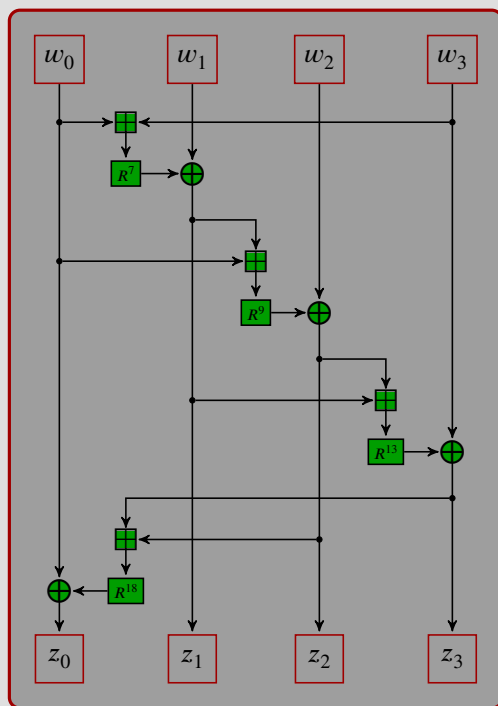 w₀ w₁ w₂ w₃
R⁷
R⁹
R¹³
R¹⁸
z₀ z₁ z₂ z₃